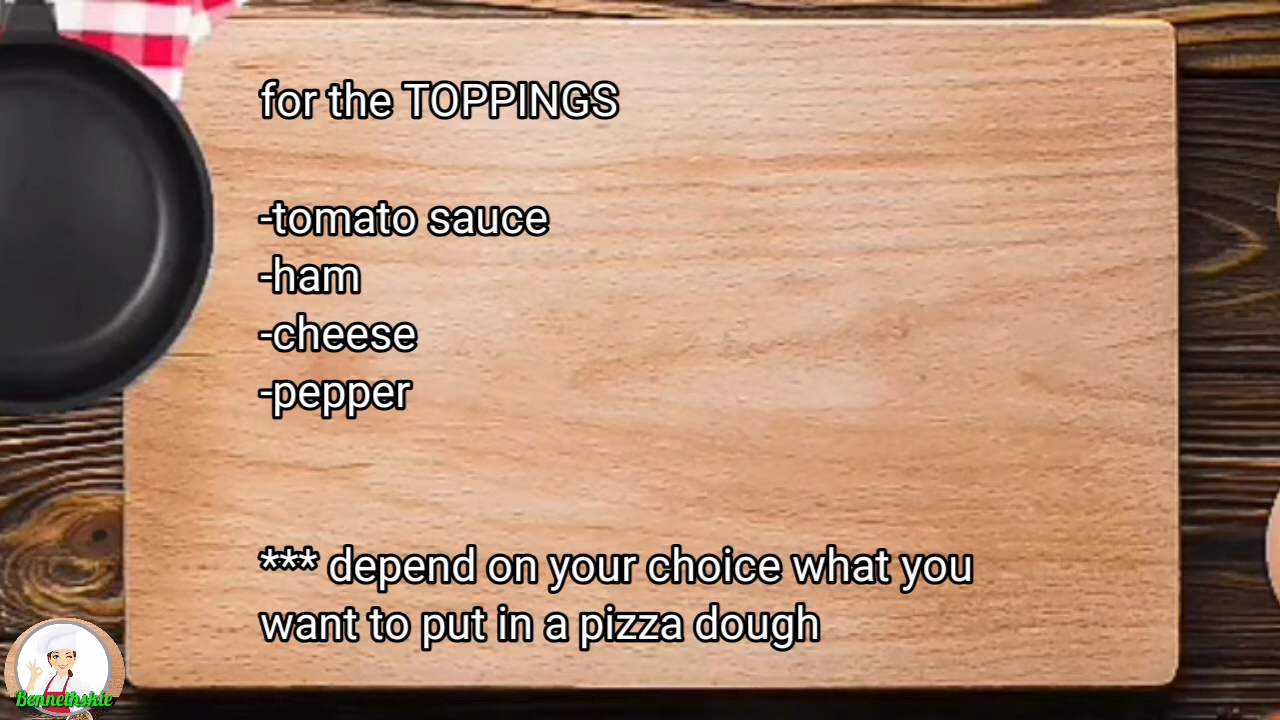 for the TOPPINGS
-tomato sauce
-ham
-cheese
-pepper
*** depend on your choice what you
want to put in a pizza dough
Bennethskie